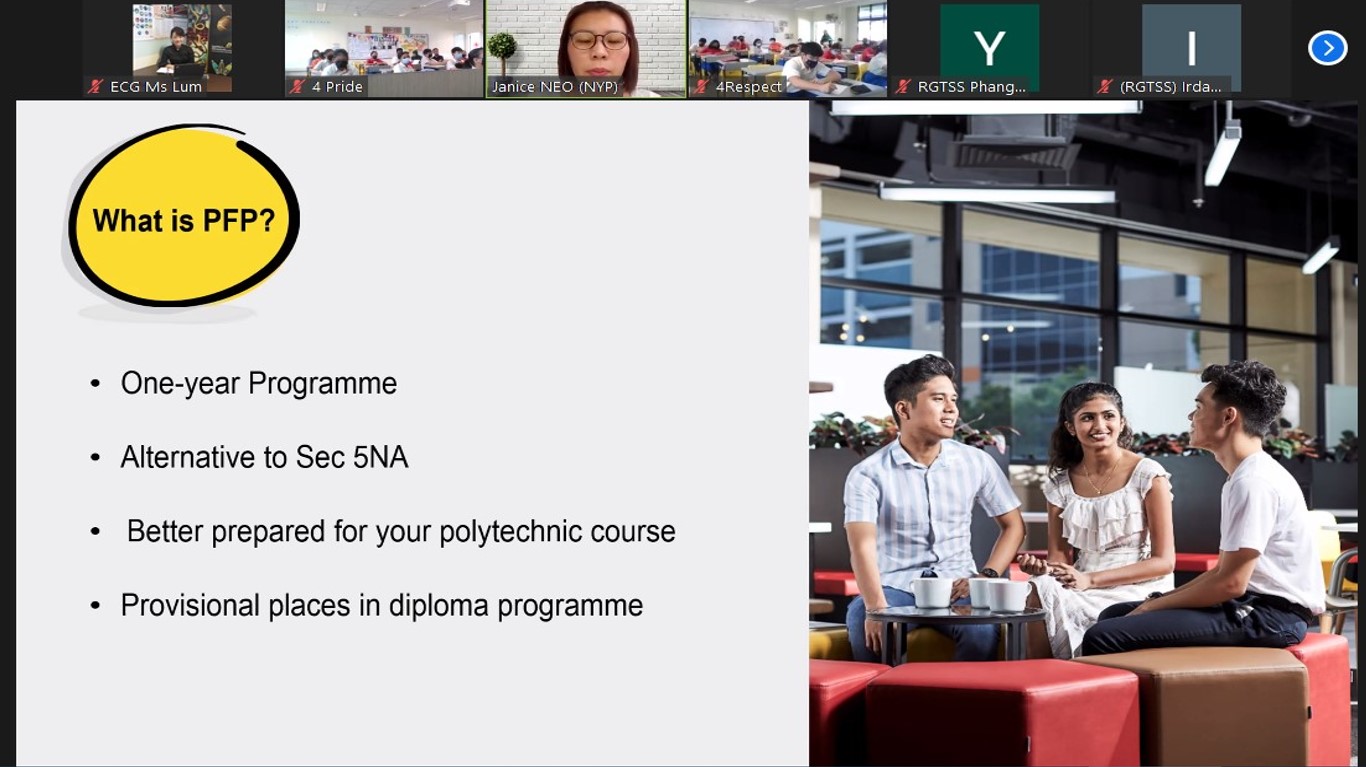 ECG Ms Lum
4 Pride
Janice NEO (NYP)
4Respect
Y
RGTSS Phang...
I
(RGTSS) Irda...
What is PFP?
• One-year Programme
• Alternative to Sec 5NA
• Better prepared for your polytechnic course
• Provisional places in diploma programme